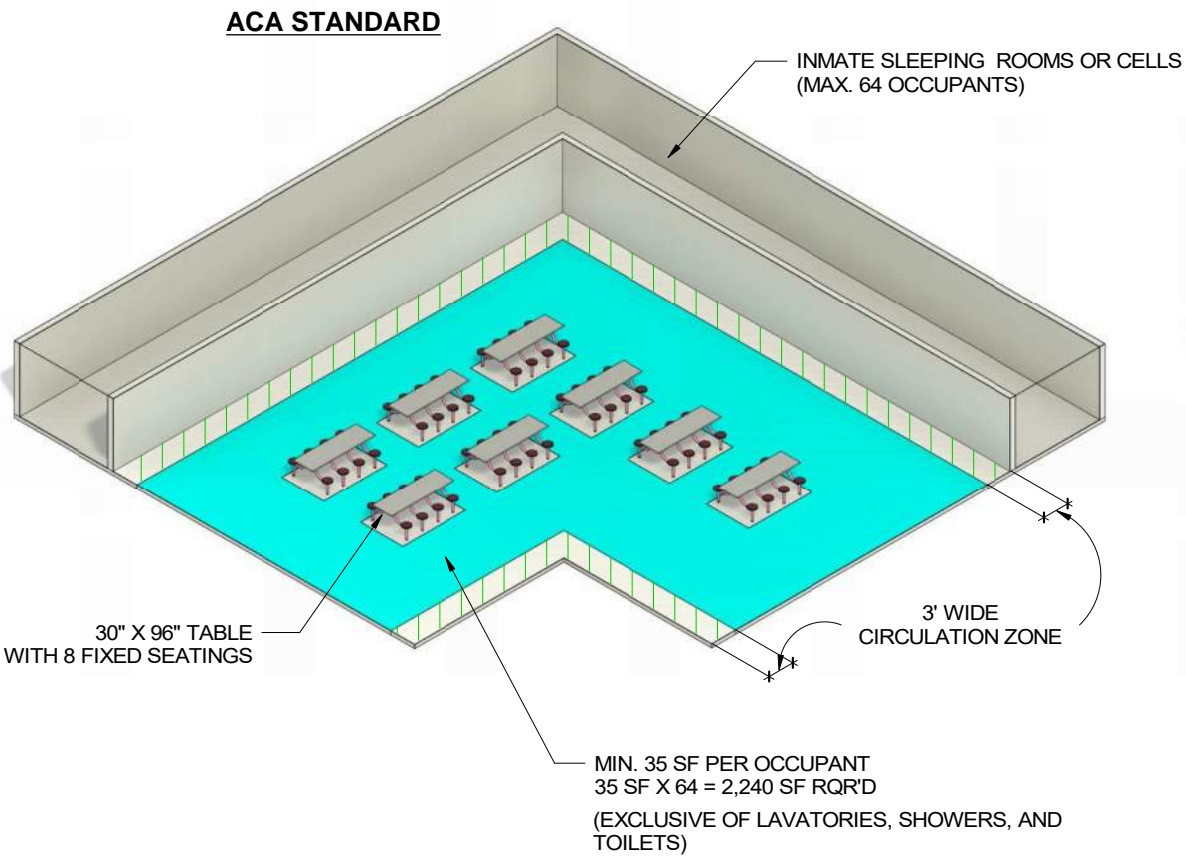 ACA STANDARD
INMATE SLEEPING ROOMS OR CELLS
(MAX. 64 OCCUPANTS)
30" X 96" TABLE
WITH 8 FIXED SEATINGS
3' WIDE
CIRCULATION ZONE
MIN. 35 SF PER OCCUPANT
35 SF X 64 = 2,240 SF RQR'D
(EXCLUSIVE OF LAVATORIES, SHOWERS, AND
TOILETS)